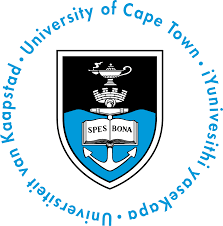 University of Cape Town · iYunivesithi yaseKapa · Universiteit van Kaapstad ·
SPES BONA